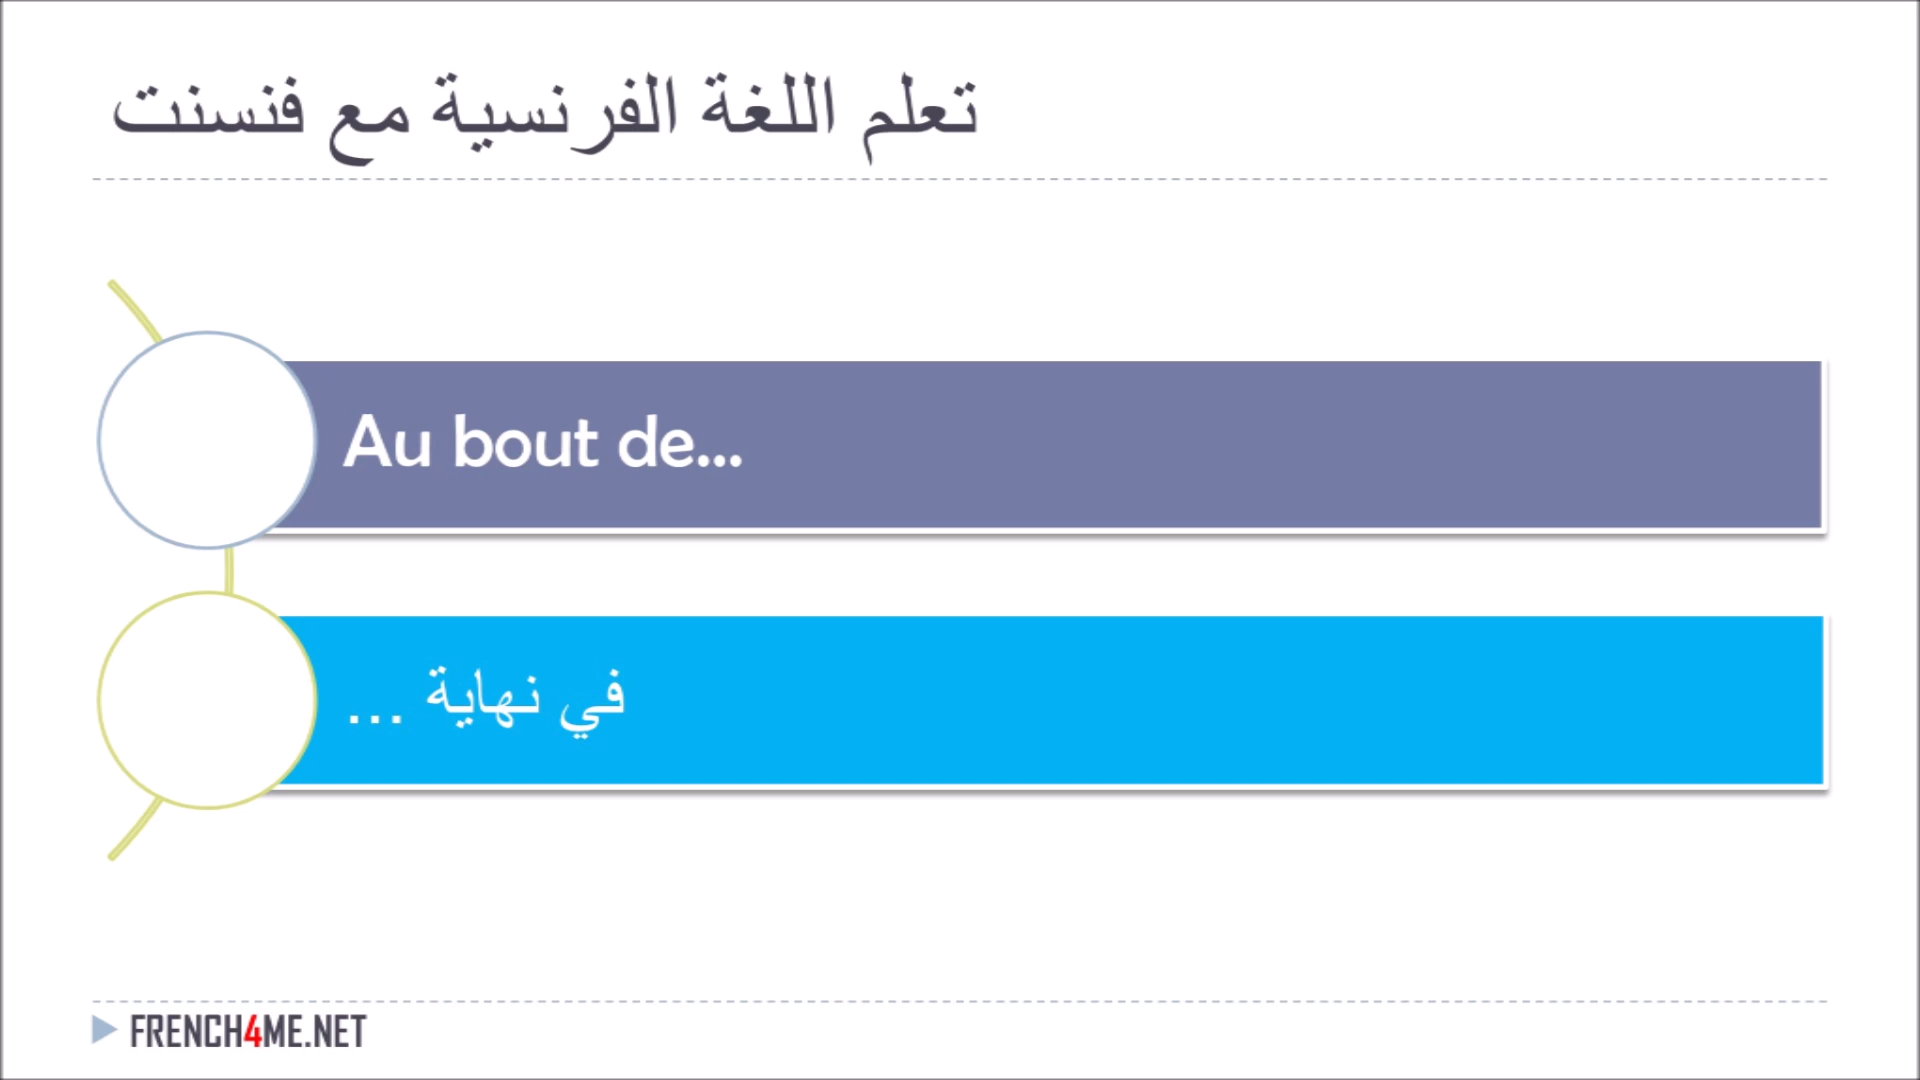 تعلم اللغة الفرنسية مع فنسنت
Au bout de...
في نهاية ...
FRENCH4ME.NET